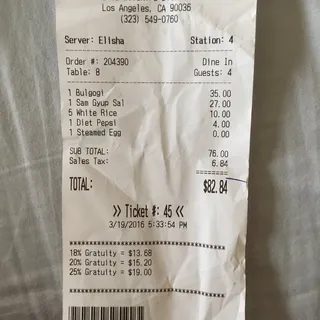 Los Angeles, CA 90036
(323) 549-0760
Server: Elisha Station: 4
Order #: 204390 Dine In
Table: 8 Guests: 4
1 Bulgogi 35.00
1 Sam Gyup Sal 27.00
5 White Rice 10.00
1 Diet Pepsi 4.00
1 Steamed Egg 0.00
SUB TOTAL: 76.00
Sales Tax: 6.84
TOTAL: $82.84
>> Ticket #: 45 <<
3/19/2016 5:33:54 PM
18% Gratuity = $13.68
20% Gratuity = $15.20
25% Gratuity = $19.00